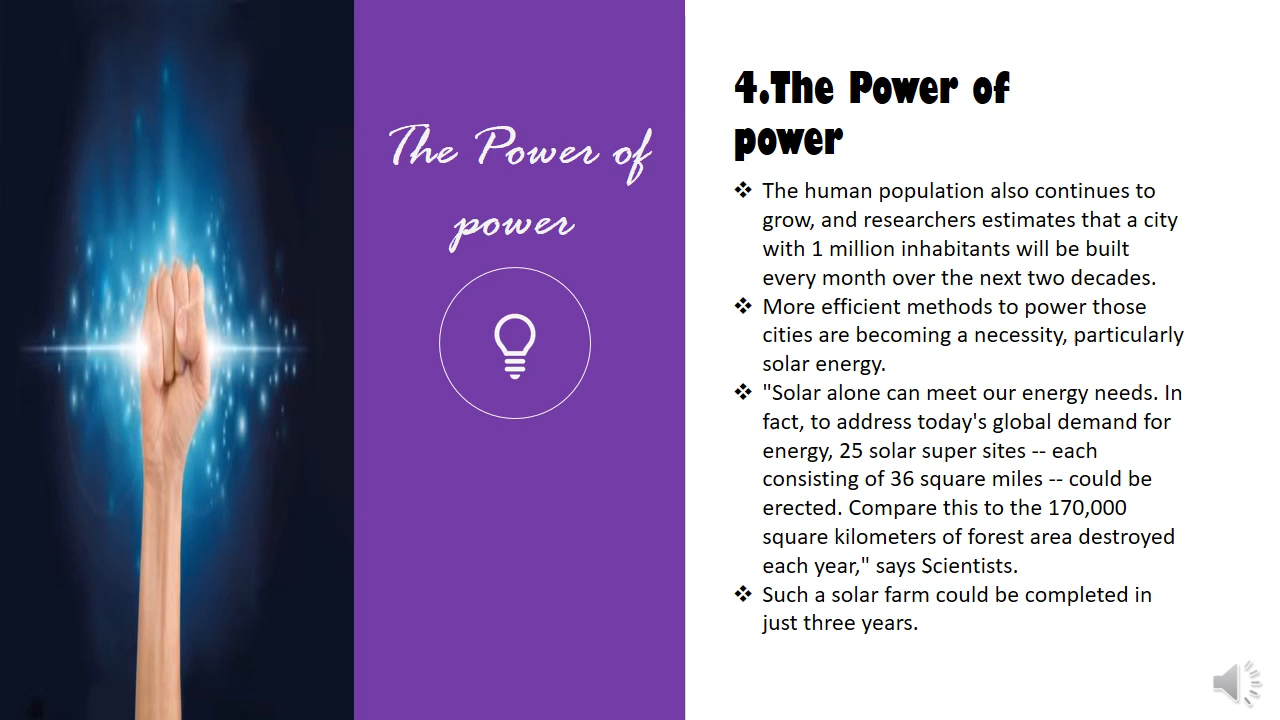 The Power of
power
4.The Power of
power
❖ The human population also continues to
grow, and researchers estimates that a city
with 1 million inhabitants will be built
every month over the next two decades.
❖ More efficient methods to power those
cities are becoming a necessity, particularly
solar energy.
❖ "Solar alone can meet our energy needs. In
fact, to address today's global demand for
energy, 25 solar super sites -- each
consisting of 36 square miles -- could be
erected. Compare this to the 170,000
square kilometers of forest area destroyed
each year," says Scientists.
❖ Such a solar farm could be completed in
just three years.